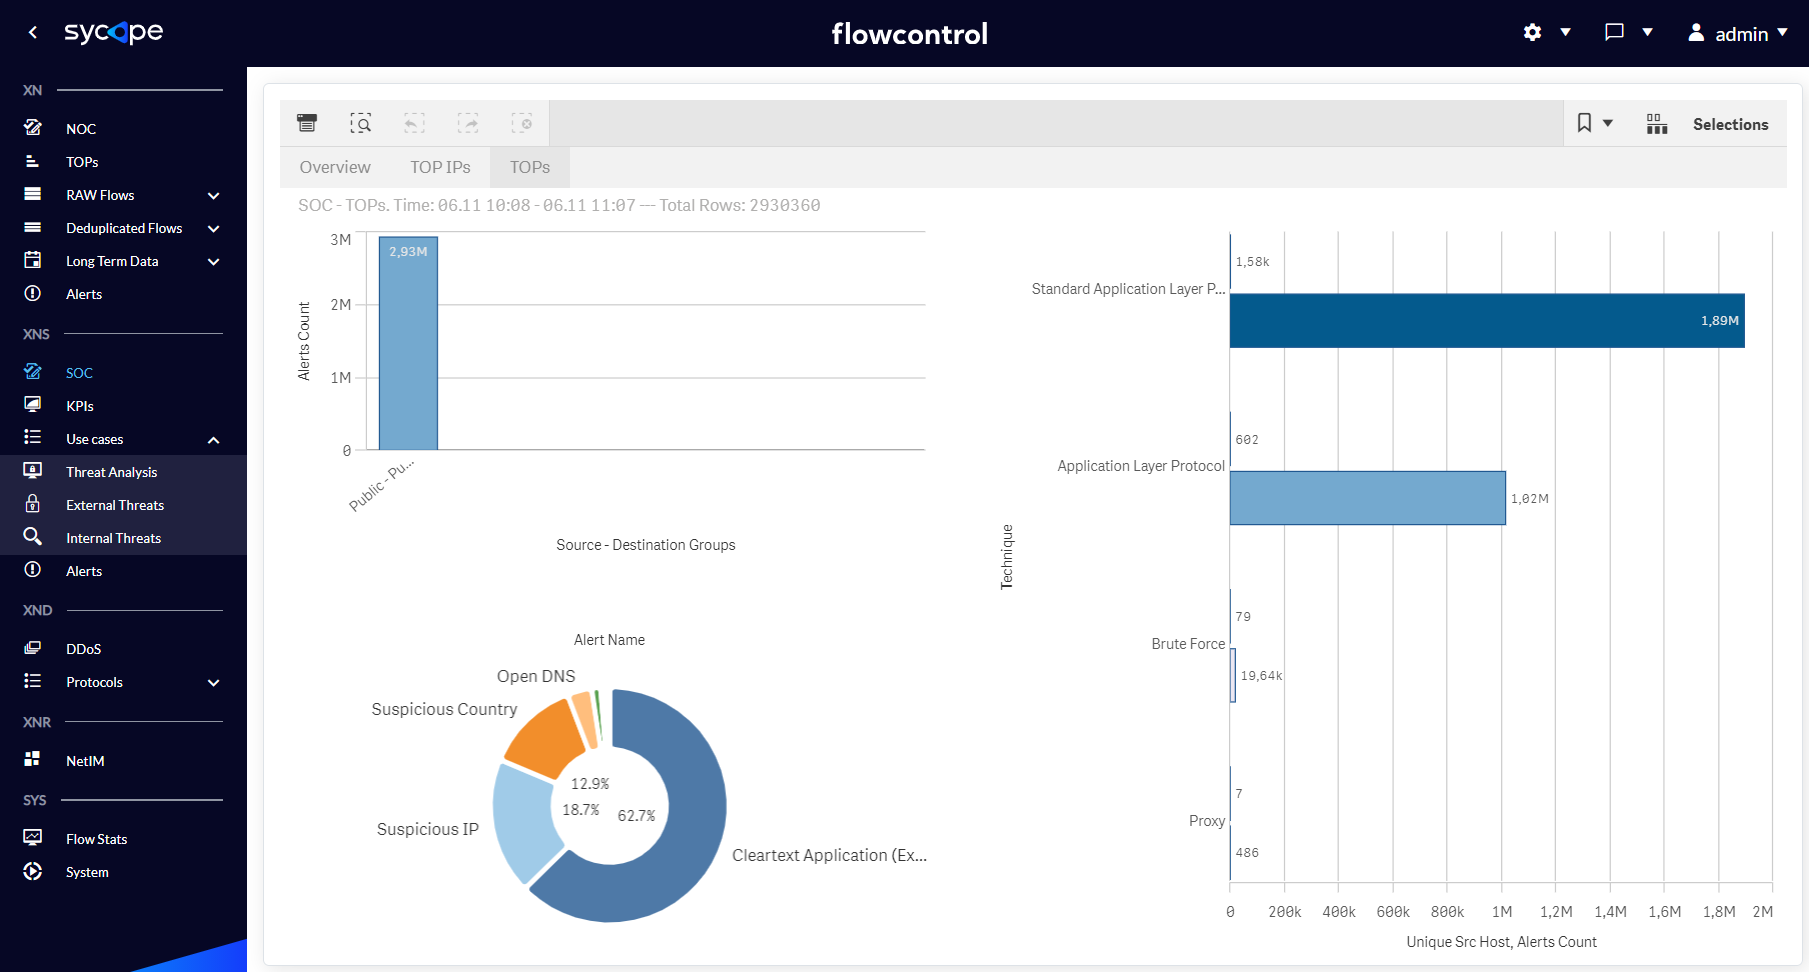 sycope
flowcontrol
admin
XN
NOC
TOPs
RAW Flows
Deduplicated Flows
Long Term Data
Alerts
XNS
SOC
KPIs
Use cases
Threat Analysis
External Threats
Internal Threats
Alerts
XND
DDoS
Protocols
XNR
NetIM
SYS
Flow Stats
System
Selections
Overview TOP IPs TOPs
SOC - TOPs. Time: 06.11 10:08 - 06.11 11:07 --- Total Rows: 2930360
3M
2M
1M
0
Alerts Count
2,93M
Public - Pu...
Source - Destination Groups
Alert Name
Open DNS
Suspicious Country
Suspicious IP
Cleartext Application (Ex...
12.9%
18.7%
62.7%
Technique
Standard Application Layer P...
1,58k
1,89M
Application Layer Protocol
602
1,02M
Brute Force
79
19,64k
Proxy
7
486
0 200k 400k 600k 800k 1M 1,2M 1,4M 1,6M 1,8M 2M
Unique Src Host, Alerts Count